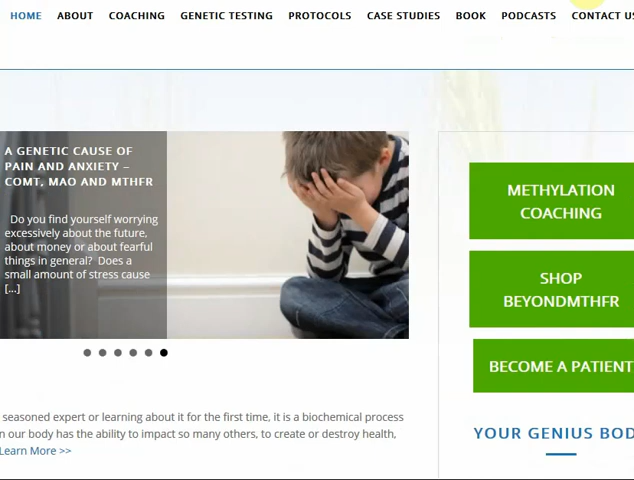 HOME ABOUT COACHING GENETIC TESTING PROTOCOLS CASE STUDIES BOOK PODCASTS CONTACT US
A GENETIC CAUSE OF
PAIN AND ANXIETY –
COMT, MAO AND MTHFR
Do you find yourself worrying
excessively about the future,
about money or about fearful
things in general? Does a
small amount of stress cause
[...]
METHYLATION
COACHING
SHOP
BEYONDMTHFR
BECOME A PATIENT
seasoned expert or learning about it for the first time, it is a biochemical process
n our body has the ability to impact so many others, to create or destroy health,
Learn More >>
YOUR GENIUS BOD